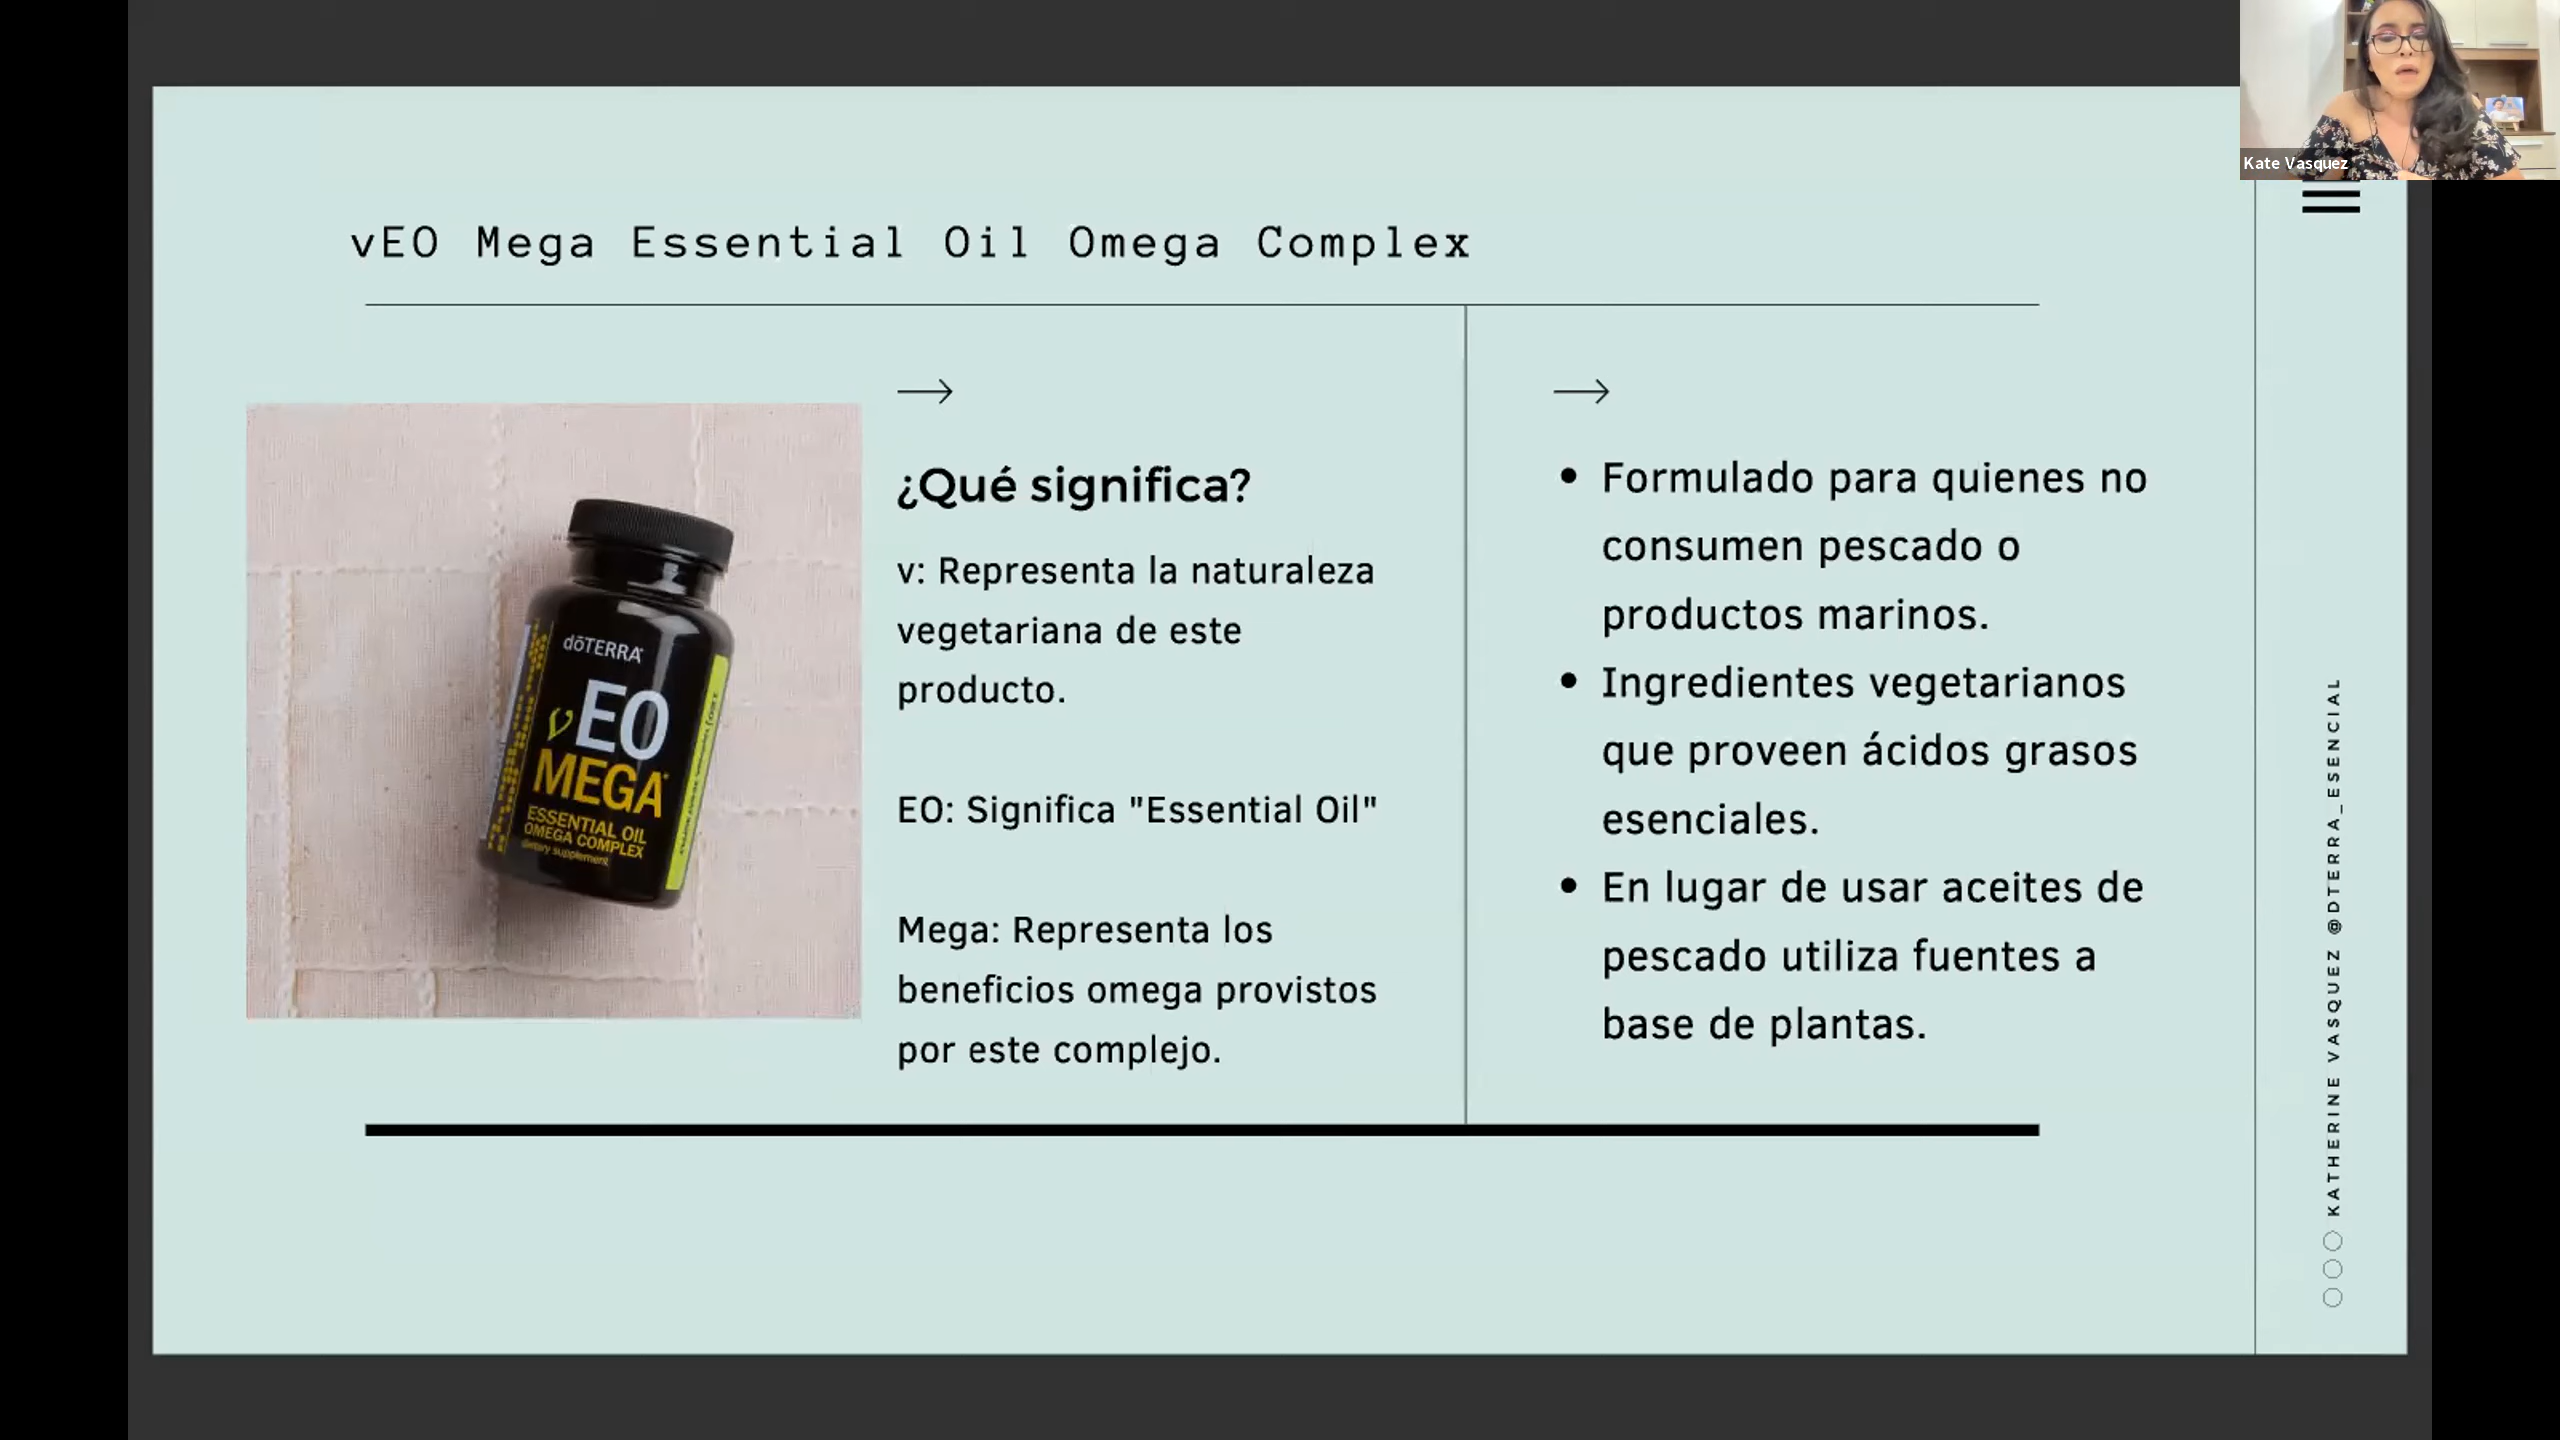 Kate Vasquez
vEO Mega Essential Oil Omega Complex
dōTERRA
vEO
MEGA
ESSENTIAL OIL
OMEGA COMPLEX
dietary supplement
¿Qué significa?
v: Representa la naturaleza
vegetariana de este
producto.
EO: Significa "Essential Oil"
Mega: Representa los
beneficios omega provistos
por este complejo.
• Formulado para quienes no
consumen pescado o
productos marinos.
• Ingredientes vegetarianos
que proveen ácidos grasos
esenciales.
• En lugar de usar aceites de
pescado utiliza fuentes a
base de plantas.
KATHERINE VASQUEZ @DTERRA_ESENCIAL